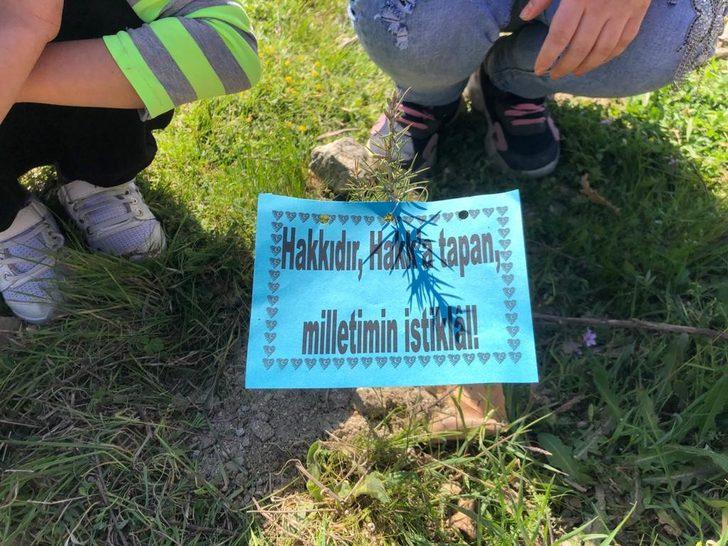 Hakkıdır, Hakk'a tapan,
milletimin istiklâl!